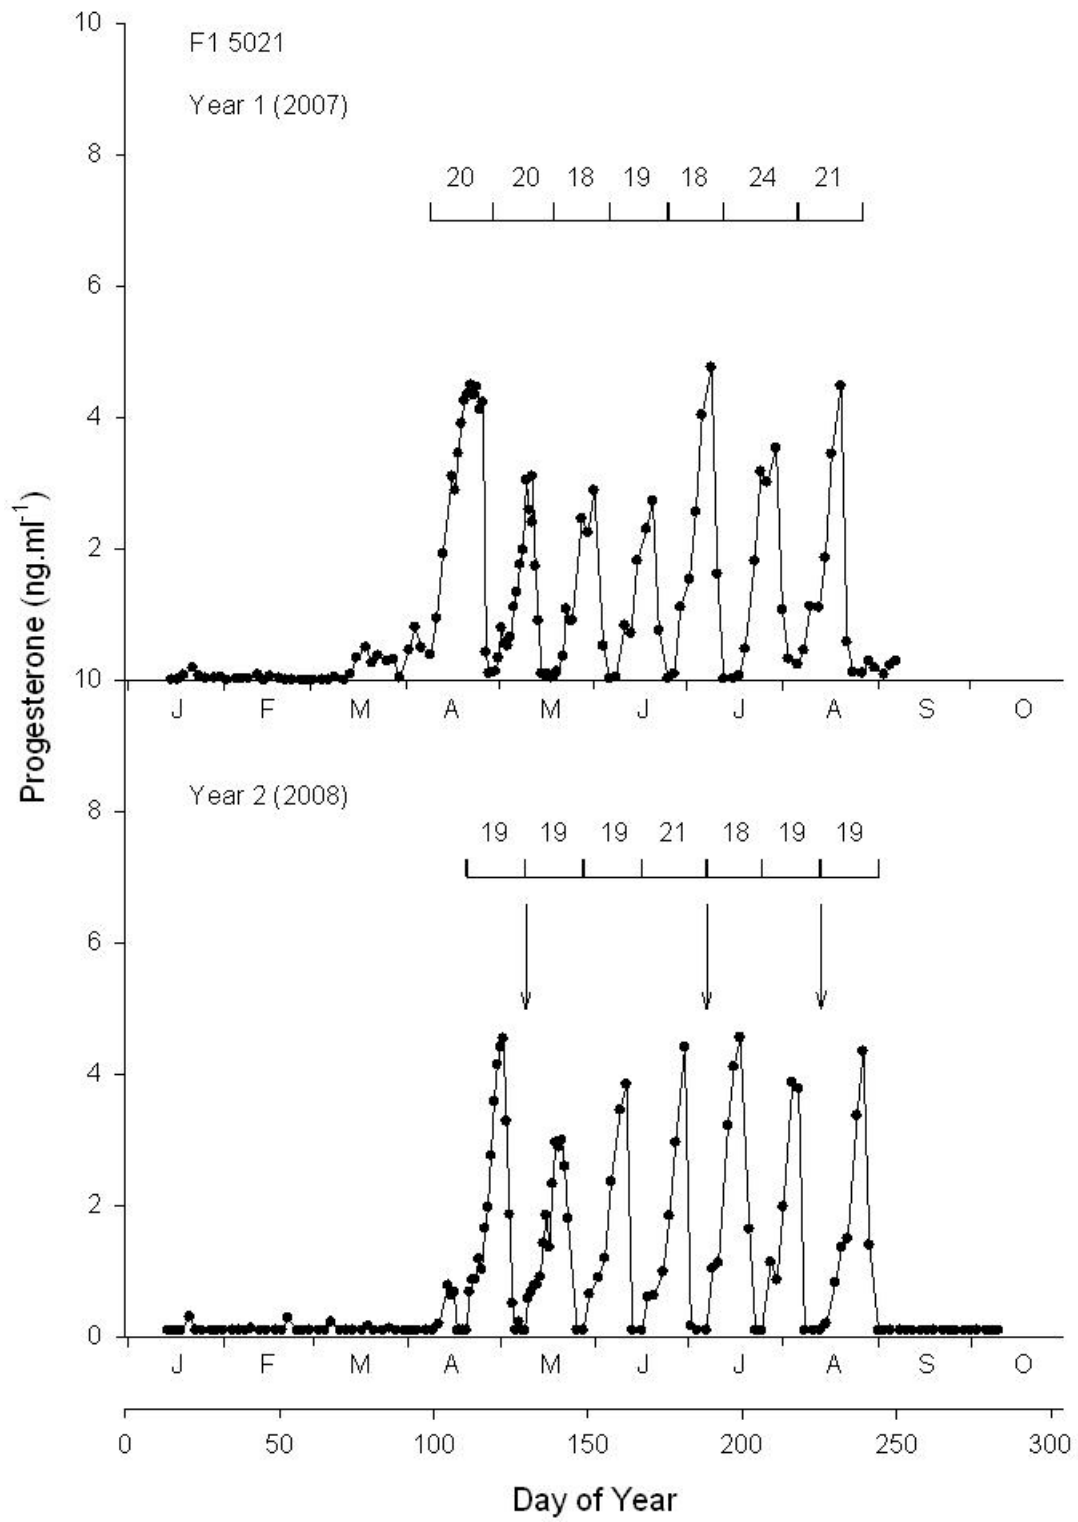 10
F1 5021
Year 1 (2007)
8
20 20 18 19 18 24 21
6
4
2
10
J F M A M J J A S O
Progesterone (ng.ml-1)
Year 2 (2008)
8
19 19 19 21 18 19 19
6
4
2
0
J F M A M J J A S O
0 50 100 150 200 250 300
Day of Year